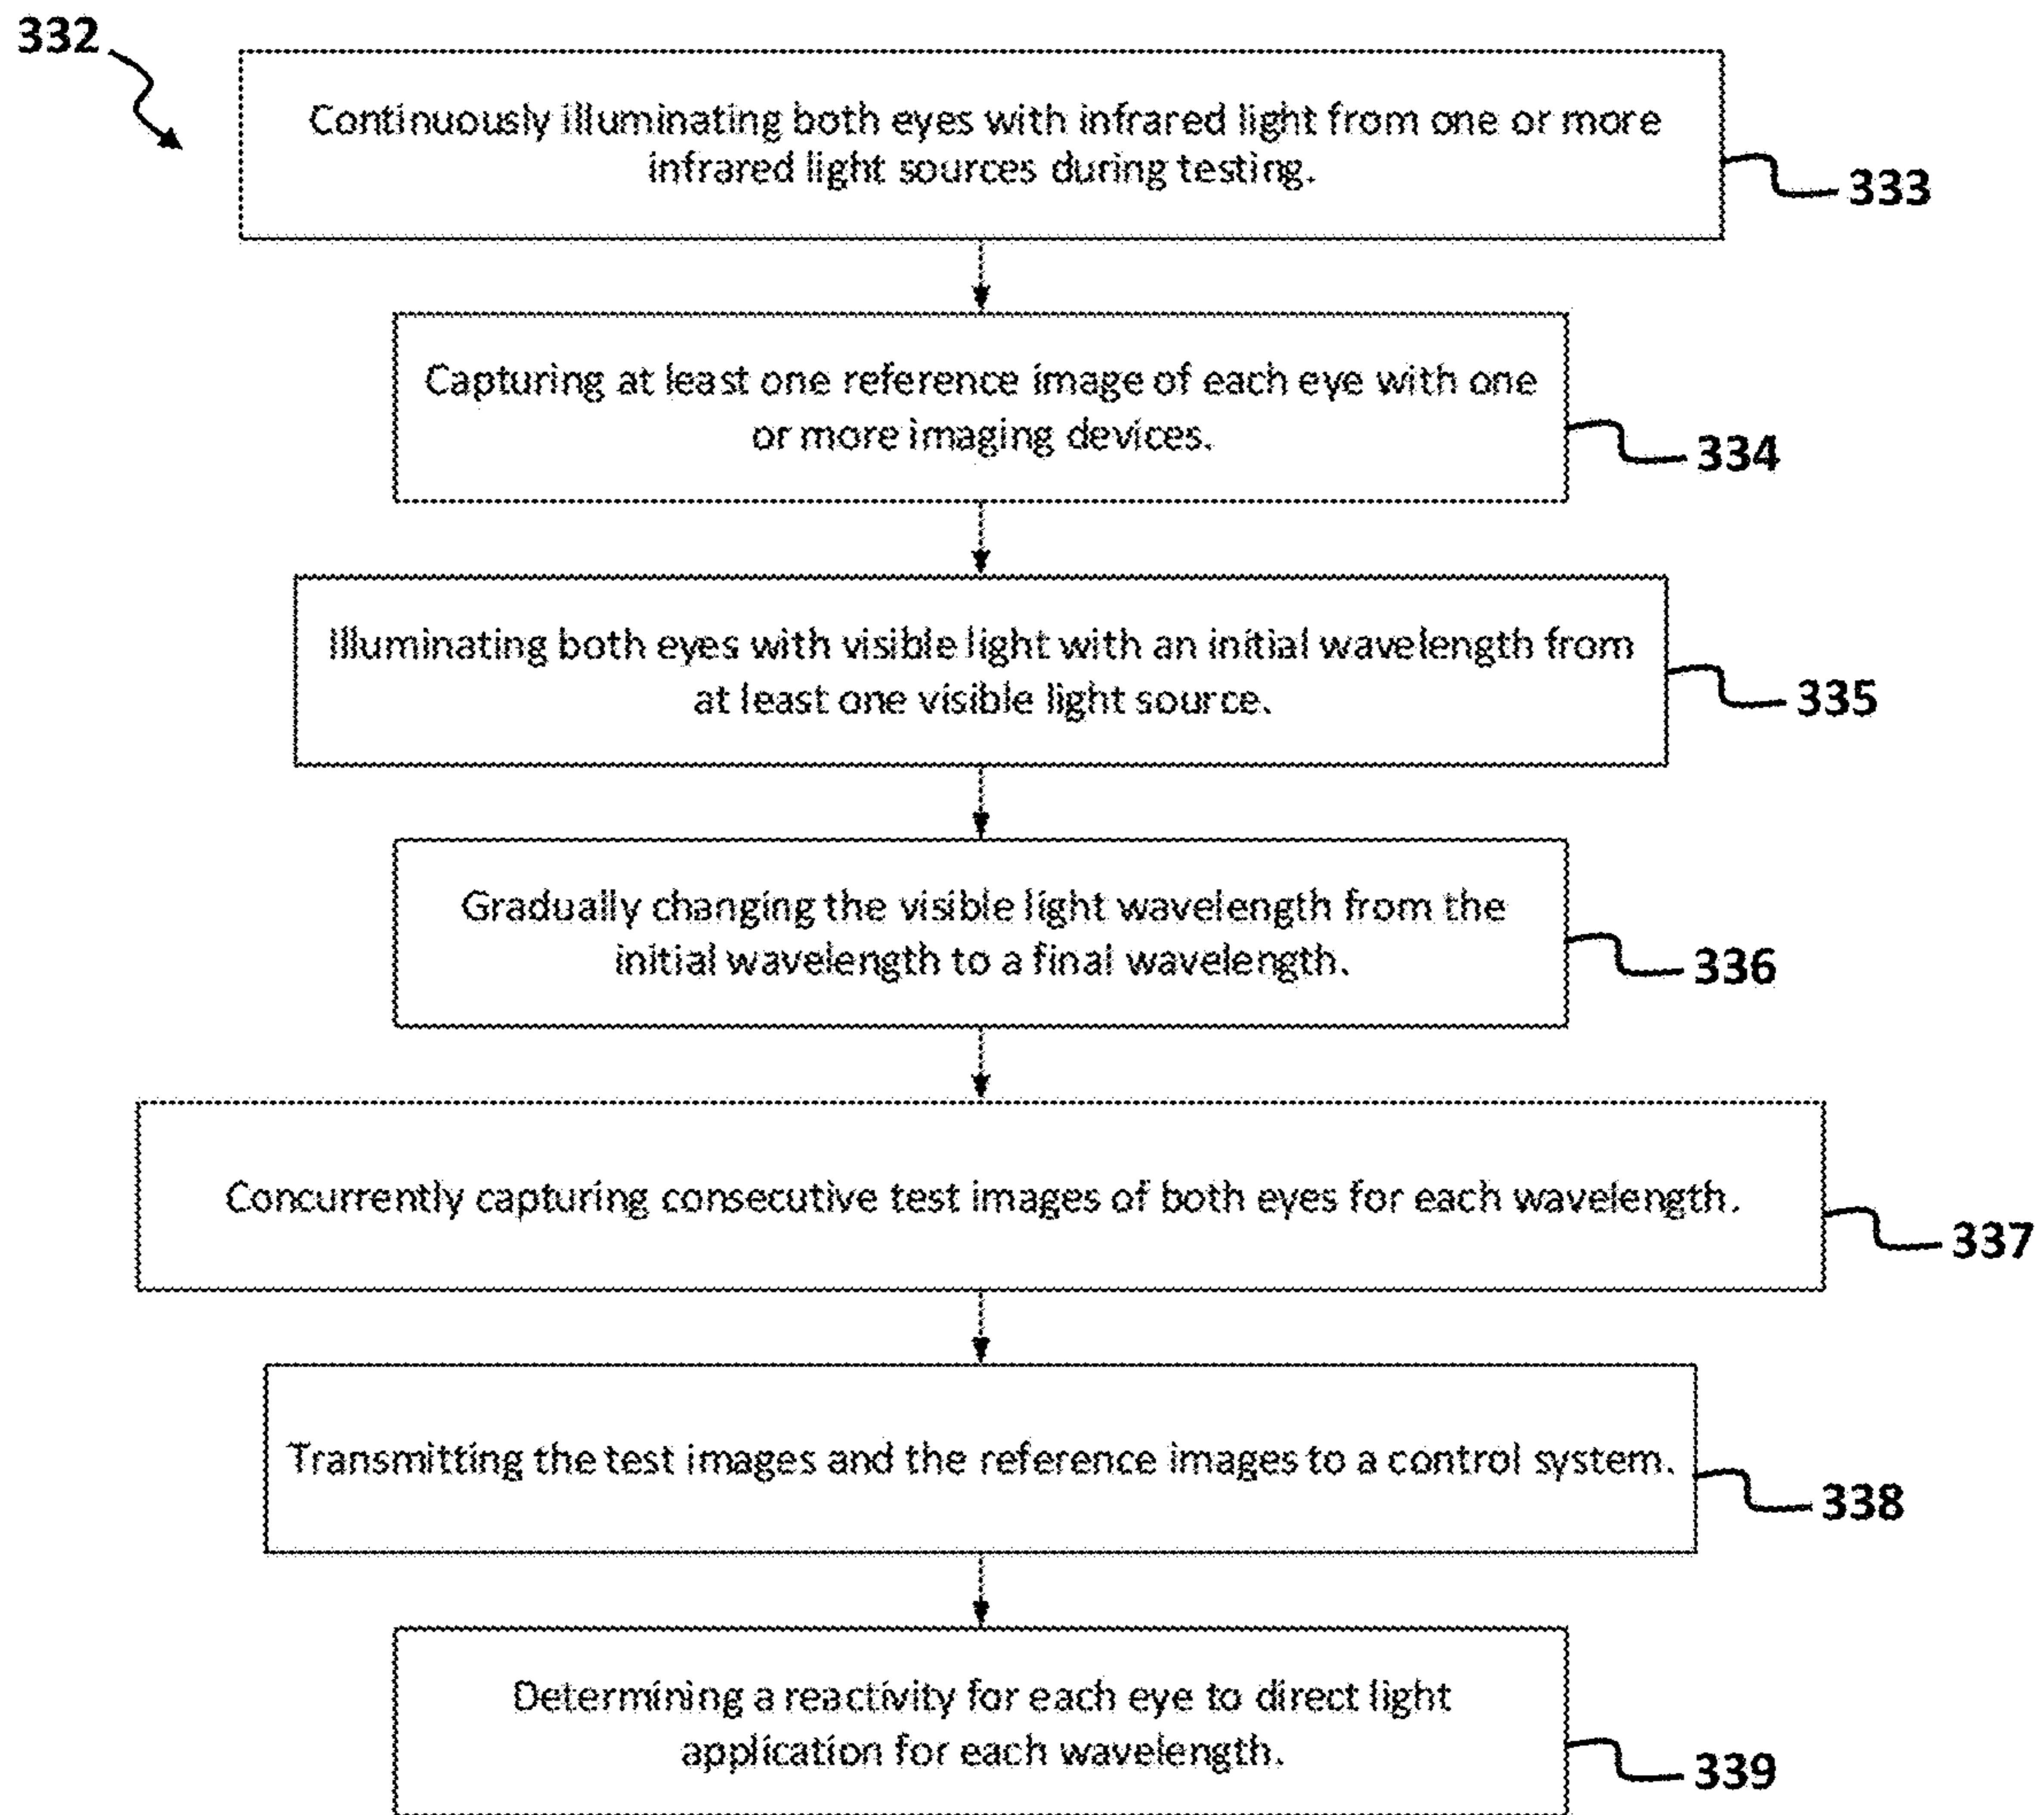 332
Continuously illuminating both eyes with infrared light from one or more
infrared light sources during testing.
333
Capturing at least one reference image of each eye with one
or more imaging devices.
334
Illuminating both eyes with visible light with an initial wavelength from
at least one visible light source.
335
Gradually changing the visible light wavelength from the
initial wavelength to a final wavelength.
336
Concurrently capturing consecutive test images of both eyes for each wavelength.
337
Transmitting the test images and the reference images to a control system.
338
Determining a reactivity for each eye to direct light
application for each wavelength.
339